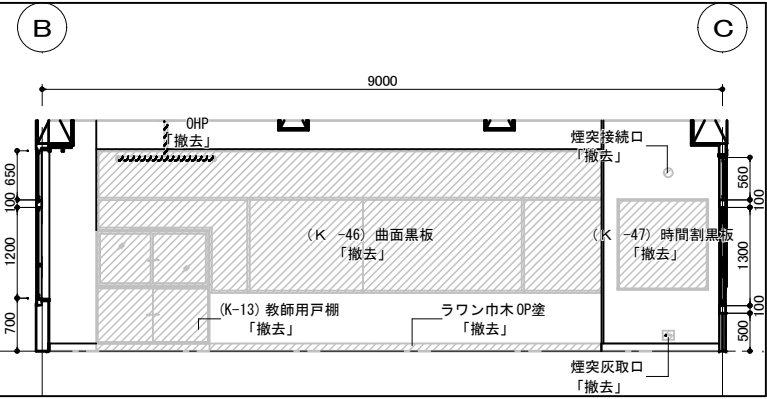 B
C
9000
OHP
「撤去」
煙突接続口
「撤去」
650
100
1200
700
560
100
1300
100
500
(K -46) 曲面黒板
「撤去」
(K -47) 時間割黒板
「撤去」
(K-13) 教師用戸棚
「撤去」
ラワン巾木OP塗
「撤去」
煙突灰取口
「撤去」